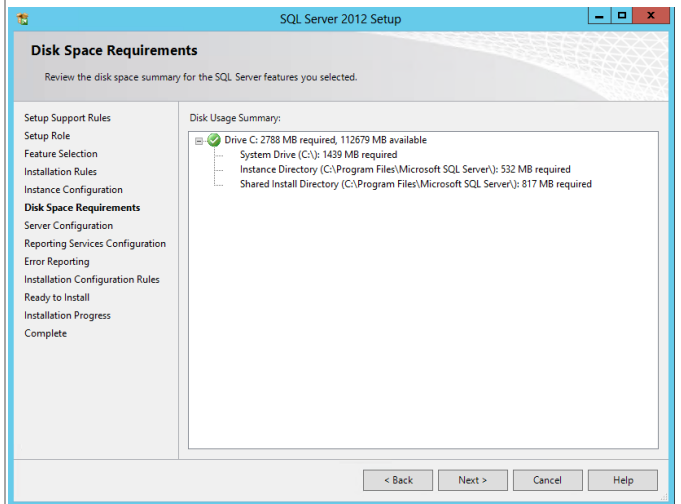 SQL Server 2012 Setup
Disk Space Requirements
Review the disk space summary for the SQL Server features you selected.
Setup Support Rules
Setup Role
Feature Selection
Installation Rules
Instance Configuration
Disk Space Requirements
Server Configuration
Reporting Services Configuration
Error Reporting
Installation Configuration Rules
Ready to Install
Installation Progress
Complete
Disk Usage Summary:
Drive C: 2788 MB required, 112679 MB available
System Drive (C:\): 1439 MB required
Instance Directory (C:\Program Files\Microsoft SQL Server\): 532 MB required
Shared Install Directory (C:\Program Files\Microsoft SQL Server\): 817 MB required
< Back
Next >
Cancel
Help